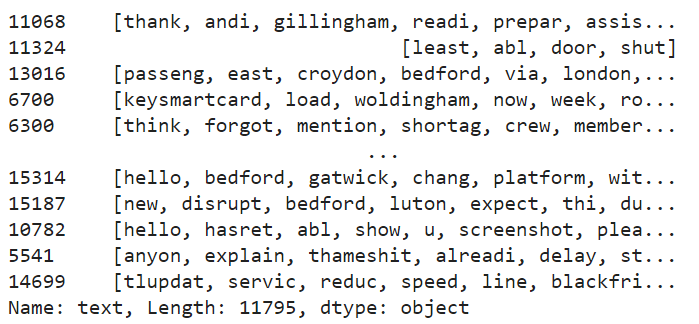 11068 [thank, andi, gillingham, readi, prepar, assis...
11324 [least, abl, door, shut]
13016 [passeng, east, croydon, bedford, via, london,...
6700 [keysmartcard, load, woldingham, now, week, ro...
6300 [think, forgot, mention, shortag, crew, member...
...
15314 [hello, bedford, gatwick, chang, platform, wit...
15187 [new, disrupt, bedford, luton, expect, thi, du...
10782 [hello, hasret, abl, show, u, screenshot, plea...
5541 [anyon, explain, thameshit, alreadi, delay, st...
14699 [tlupdat, servic, reduc, speed, line, blackfri...
Name: text, Length: 11795, dtype: object